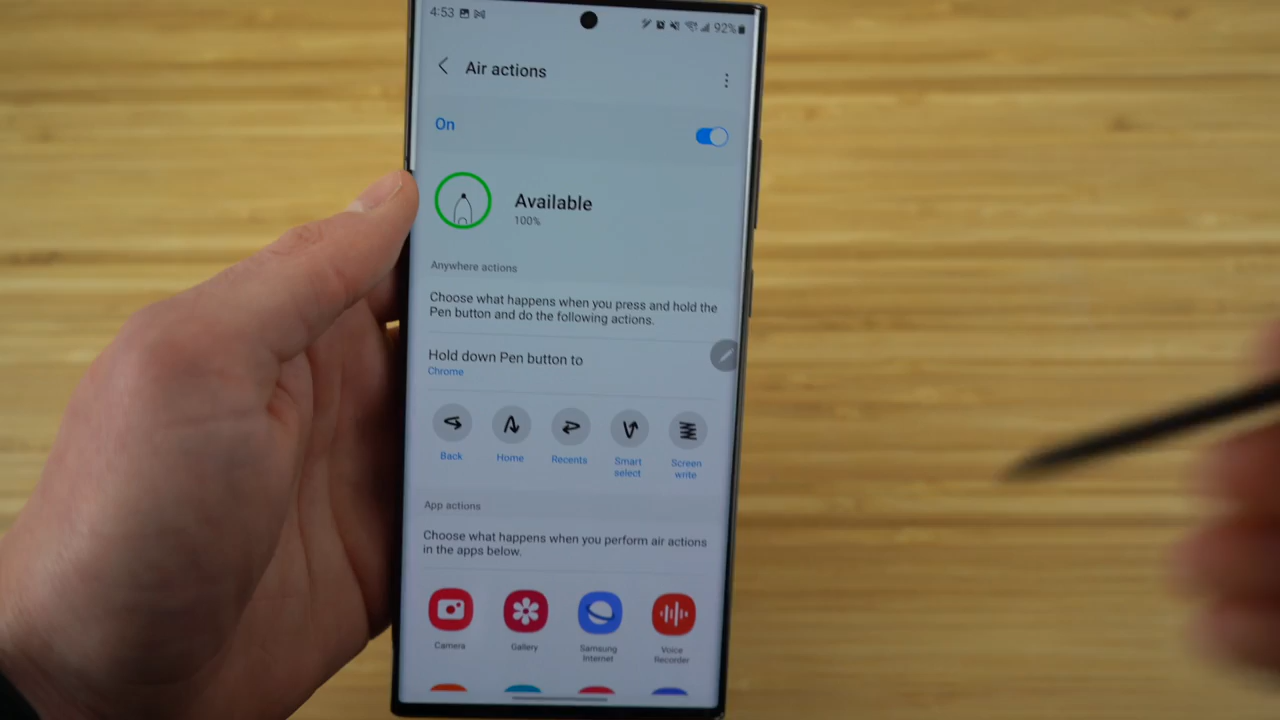 4:53 92%
Air actions
On
Available
100%
Anywhere actions
Choose what happens when you press and hold the
Pen button and do the following actions.
Hold down Pen button to
Chrome
Back Home Recents Smart select Screen write
App actions
Choose what happens when you perform air actions
in the apps below.
Camera Gallery Samsung Internet Voice Recorder